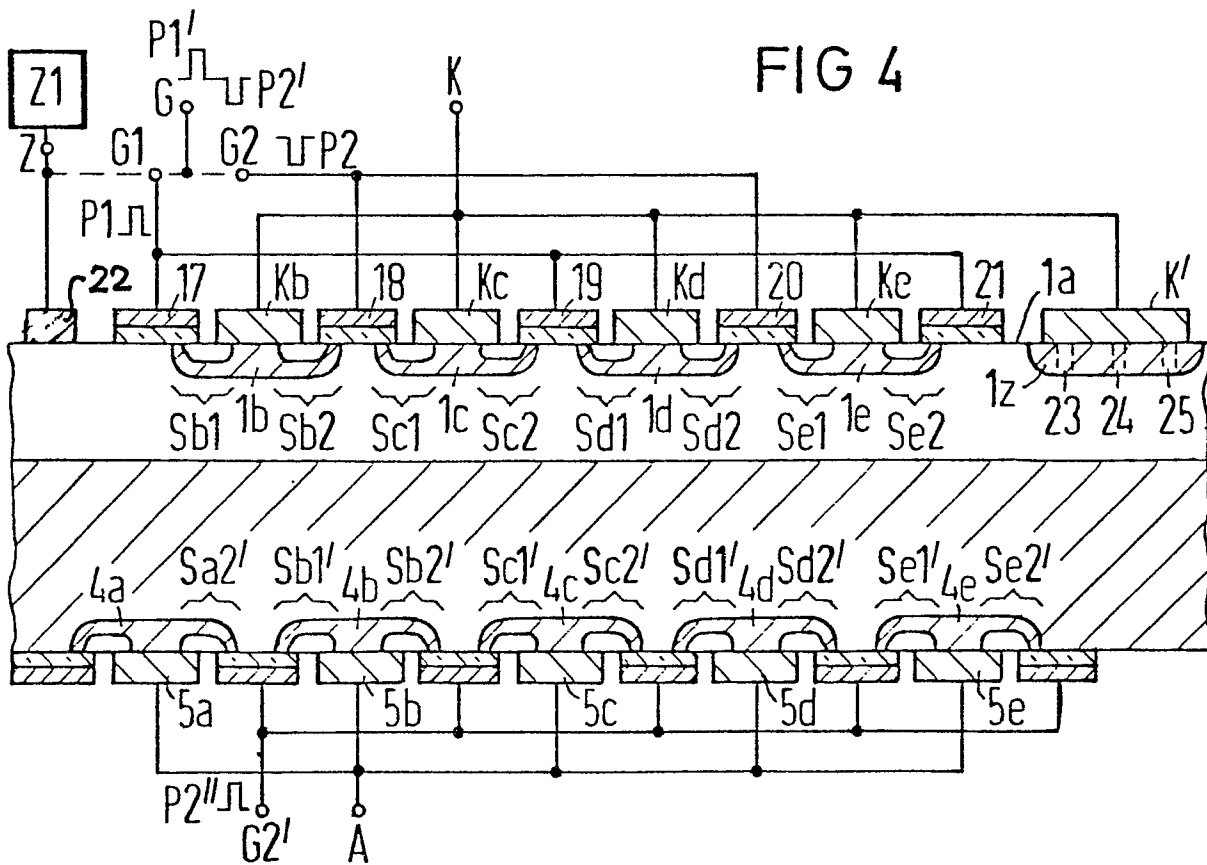 FIG 4
P1'
Z1
G
P2'
K
Z
G1
G2
P2
P1
22
17
Kb
18
Kc
19
Kd
20
Ke
21
1a
K'
1b
1c
1d
1e
1z
23
24
25
Sb1
Sb2
Sc1
Sc2
Sd1
Sd2
Se1
Se2
4a
Sa2'
Sb1'
4b
Sb2'
Sc1'
4c
Sc2'
Sd1'
4d
Sd2'
Se1'
4e
Se2'
5a
5b
5c
5d
5e
P2"
G2'
A